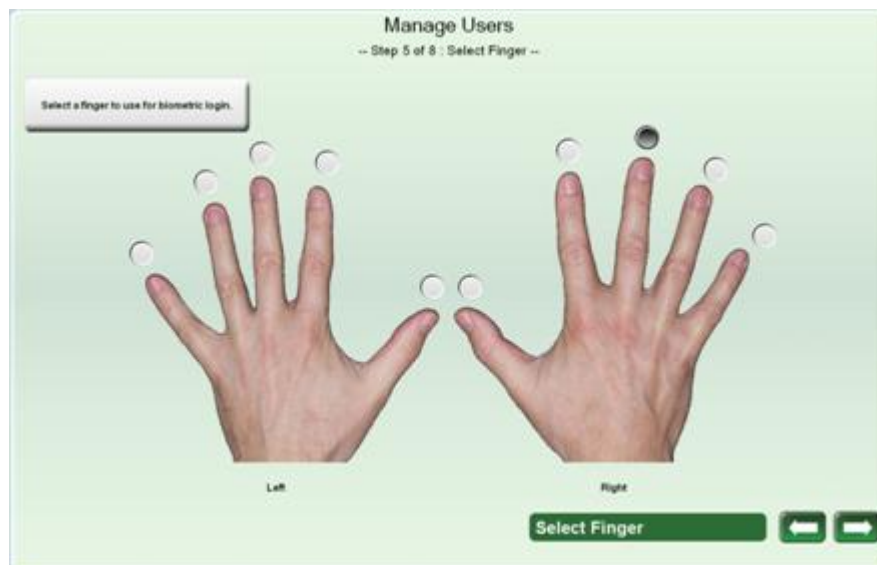 Manage Users
-- Step 5 of 8 : Select Finger --
Select a finger to use for biometric login.
Left
Right
Select Finger